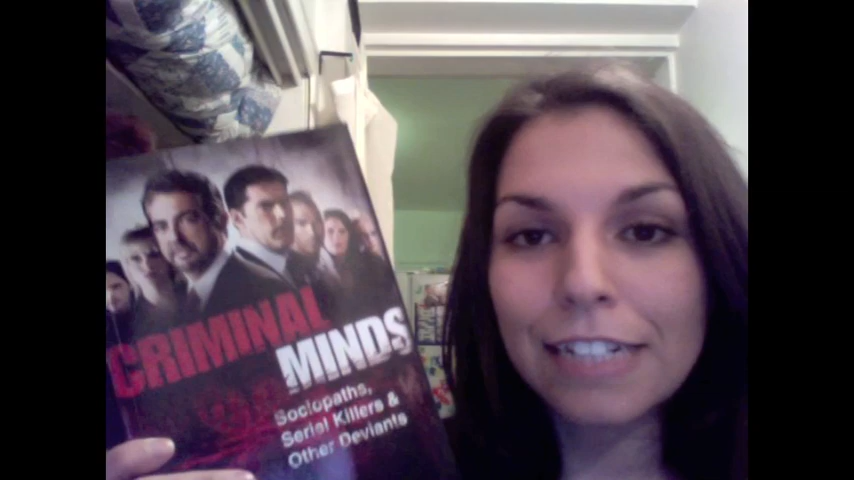 CRIMINAL
MINDS
Sociopaths,
Serial Killers &
Other Deviants